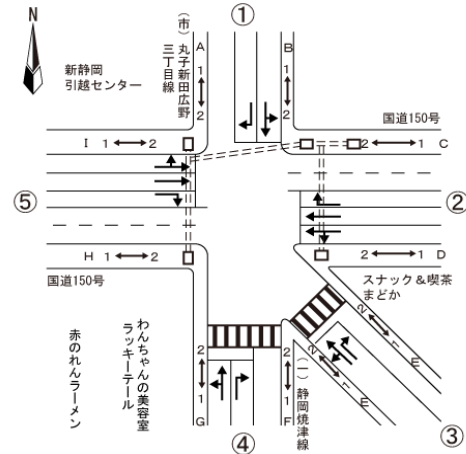 N
①
(市)丸子新田広野
三丁目線
A
1
2
B
1
2
新静岡
引越センター
国道150号
I 1 2
2 1 C
⑤
②
H 1 2
2 1 D
国道150号
スナック&喫茶
まどか
わんちゃんの美容室
ラッキーテール
赤のれんラーメン
2
1
G
2
1
F
(一)静岡焼津線
2
1
E
2
1
E
④
③